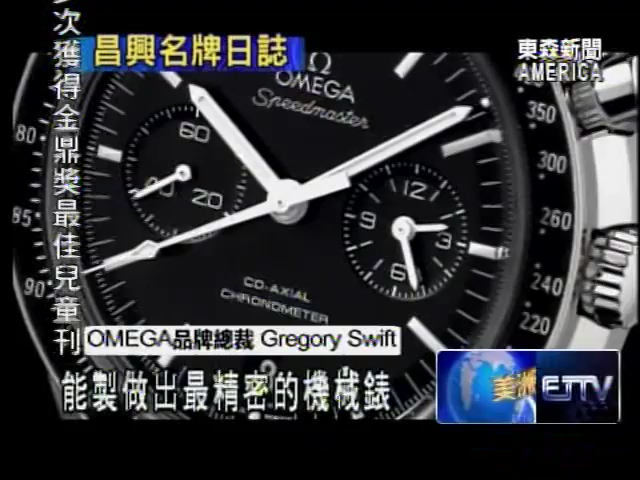 次獲得金鼎獎最佳兒童刊
昌興名牌日誌
東森新聞
AMERICA
Ω
OMEGA
Speedmaster
60
20
12
3
6
9
80
85
90
350
300
260
240
220
CO-AXIAL
CHRONOMETER
OMEGA品牌總裁 Gregory Swift
能製做出最精密的機械錶
美洲
ETTV